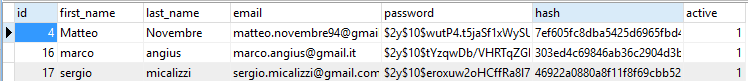 id first_name last_name email password hash active
4 Matteo Novembre matteo.novembre94@gmai $2y$10$wutP4.t5jaSf1xWySU 7ef605fc8dba5425d6965fbd4 1
16 marco angius marco.angius@gmail.it $2y$10$tYzqwDb/VHRTqZGI 303ed4c69846ab36c2904d3b 1
17 sergio micalizzi sergio.micalizzi@gmail.com $2y$10$eroxuw2oHCffRa8I7 46922a0880a8f11f8f69cbb52 1